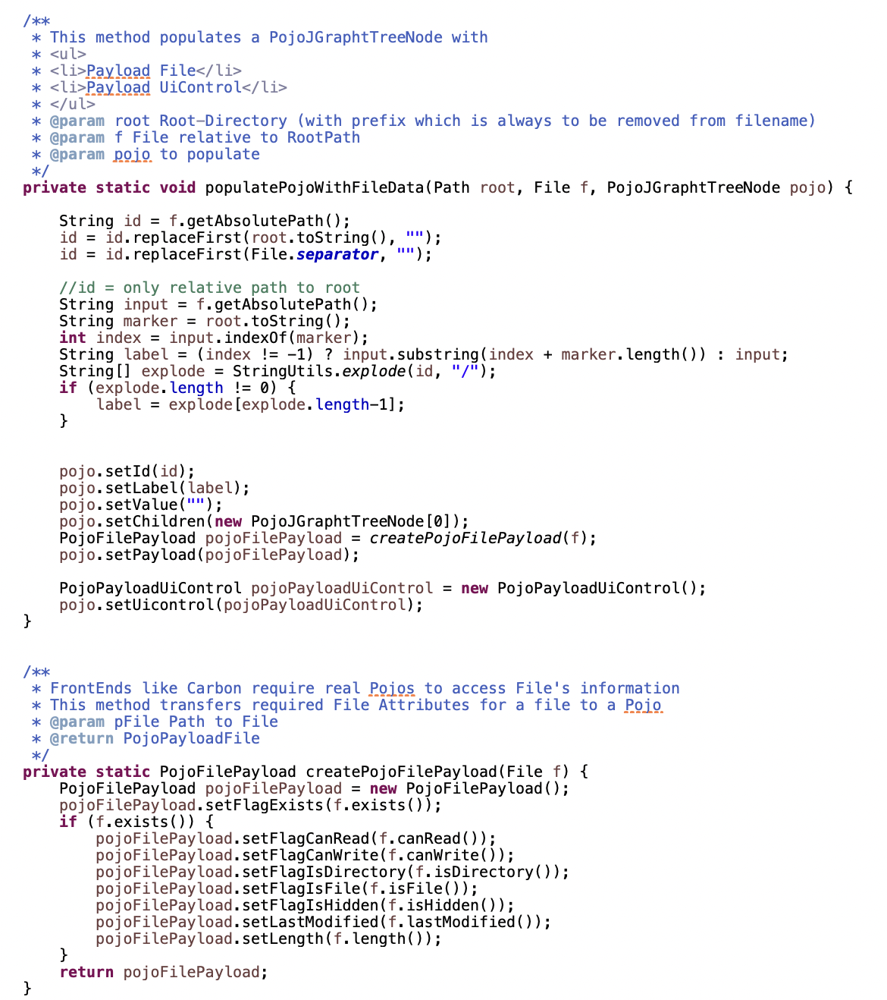 /**
 * This method populates a PojoJGraphtTreeNode with
 * <ul>
 * <li>Payload File</li>
 * <li>Payload UiControl</li>
 * </ul>
 * @param root Root-Directory (with prefix which is always to be removed from filename)
 * @param f File relative to RootPath
 * @param pojo to populate
 */
private static void populatePojoWithFileData(Path root, File f, PojoJGraphtTreeNode pojo) {

    String id = f.getAbsolutePath();
    id = id.replaceFirst(root.toString(), "");
    id = id.replaceFirst(File.separator, "");

    //id = only relative path to root
    String input = f.getAbsolutePath();
    String marker = root.toString();
    int index = input.indexOf(marker);
    String label = (index != -1) ? input.substring(index + marker.length()) : input;
    String[] explode = StringUtils.explode(id, "/");
    if (explode.length != 0) {
        label = explode[explode.length-1];
    }


    pojo.setId(id);
    pojo.setLabel(label);
    pojo.setValue("");
    pojo.setChildren(new PojoJGraphtTreeNode[0]);
    PojoFilePayload pojoFilePayload = createPojoFilePayload(f);
    pojo.setPayload(pojoFilePayload);

    PojoPayloadUiControl pojoPayloadUiControl = new PojoPayloadUiControl();
    pojo.setUicontrol(pojoPayloadUiControl);
}


/**
 * FrontEnds like Carbon require real Pojos to access File's information
 * This method transfers required File Attributes for a file to a Pojo
 * @param pFile Path to File
 * @return PojoPayloadFile
 */
private static PojoFilePayload createPojoFilePayload(File f) {
    PojoFilePayload pojoFilePayload = new PojoFilePayload();
    pojoFilePayload.setFlagExists(f.exists());
    if (f.exists()) {
        pojoFilePayload.setFlagCanRead(f.canRead());
        pojoFilePayload.setFlagCanWrite(f.canWrite());
        pojoFilePayload.setFlagIsDirectory(f.isDirectory());
        pojoFilePayload.setFlagIsFile(f.isFile());
        pojoFilePayload.setFlagIsHidden(f.isHidden());
        pojoFilePayload.setLastModified(f.lastModified());
        pojoFilePayload.setLength(f.length());
    }
    return pojoFilePayload;
}